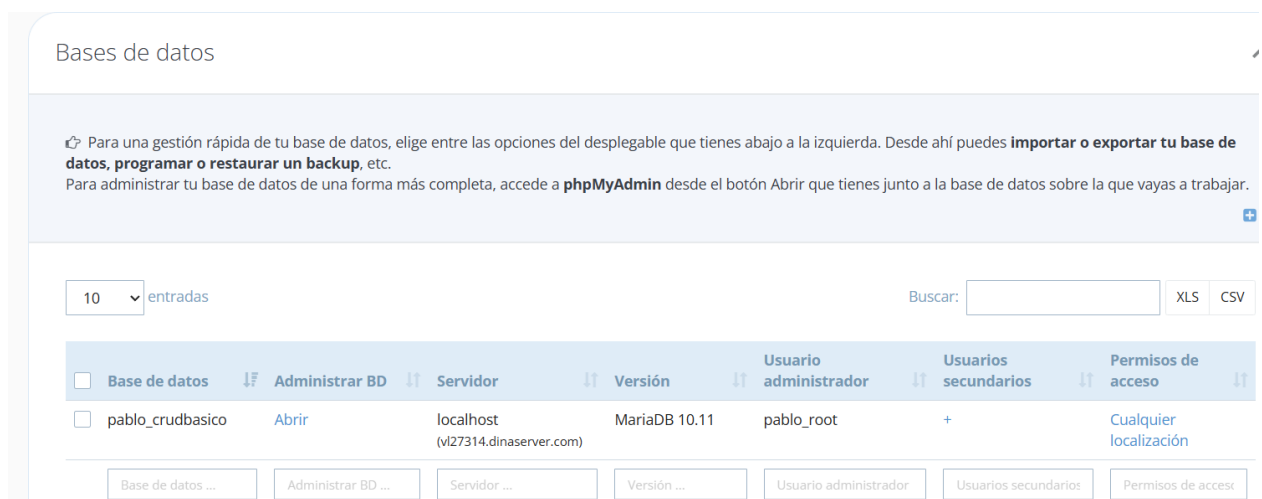 Bases de datos
Para una gestión rápida de tu base de datos, elige entre las opciones del desplegable que tienes abajo a la izquierda. Desde ahí puedes importar o exportar tu base de
datos, programar o restaurar un backup, etc.
Para administrar tu base de datos de una forma más completa, accede a phpMyAdmin desde el botón Abrir que tienes junto a la base de datos sobre la que vayas a trabajar.
10 entradas Buscar: XLS CSV
Base de datos Administrar BD Servidor Versión Usuario administrador Usuarios secundarios Permisos de acceso
pablo_crudbasico Abrir localhost (vl27314.dinaserver.com) MariaDB 10.11 pablo_root + Cualquier localización
Base de datos ... Administrar BD ... Servidor ... Versión ... Usuario administrador Usuarios secundarios Permisos de acceso